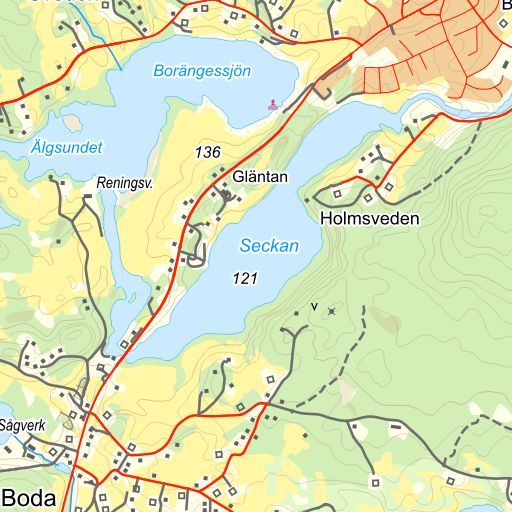 B
Borängessjön
Älgsundet
136
Reningsv.
Gläntan
Holmsveden
Seckan
121
v
Sågverk
Boda